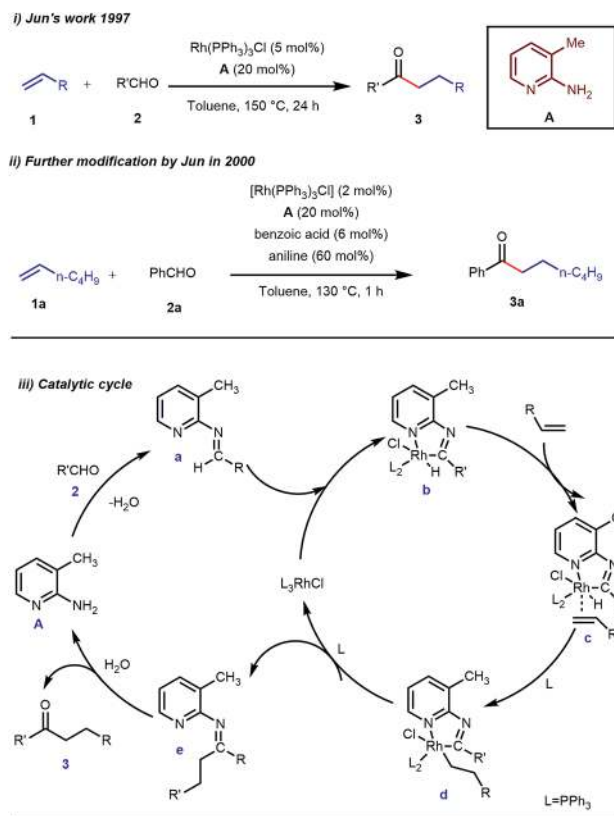 i) Jun's work 1997
Rh(PPh3)3Cl (5 mol%)
A (20 mol%)
Toluene, 150 °C, 24 h
R
1
+
R'CHO
2
O
R'
R
3
Me
N
NH2
A
ii) Further modification by Jun in 2000
[Rh(PPh3)3Cl] (2 mol%)
A (20 mol%)
benzoic acid (6 mol%)
aniline (60 mol%)
Toluene, 130 °C, 1 h
n-C4H9
1a
+
PhCHO
2a
O
Ph
n-C4H9
3a
iii) Catalytic cycle
CH3
N
N
H
C
R
a
CH3
N
N
Cl
Rh
C
L2
H
R'
b
R
R'CHO
2
-H2O
CH3
N
NH2
A
L3RhCl
N
N
Cl
Rh
C
L2
H
R
c
H2O
L
L
O
R'
R
3
CH3
N
N
C
R
R'
e
CH3
N
N
Cl
Rh
C
L2
R'
R
d
L=PPh3